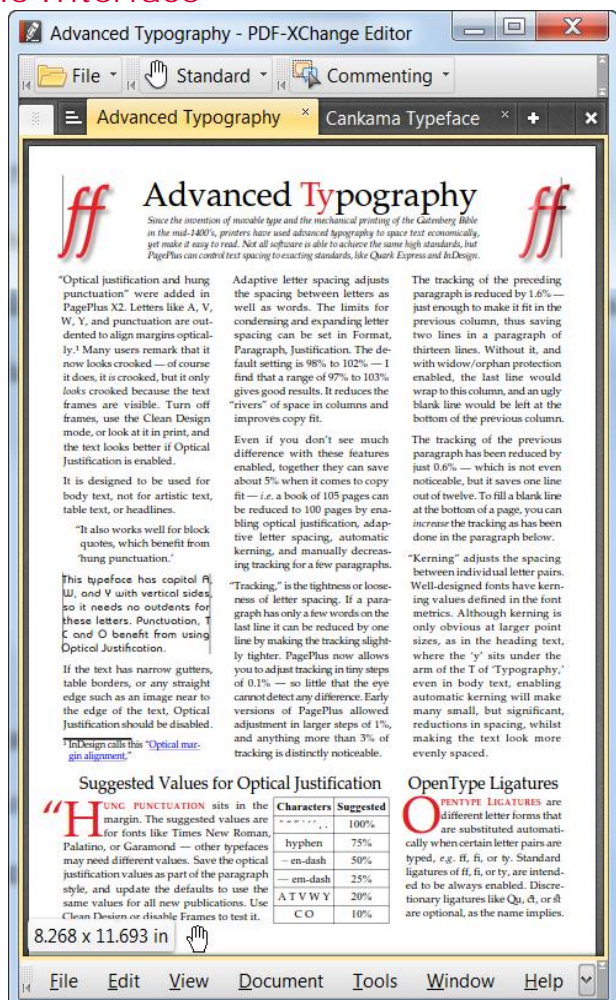 Advanced Typography - PDF-XChange Editor
File
Standard
Commenting
Advanced Typography
Cankama Typeface
ff
Advanced Typography
ff
Since the invention of movable type and the mechanical printing of the Gutenberg Bible
in the mid-1400's, printers have used advanced typography to space text economically,
yet make it easy to read. Not all software is able to achieve the same high standards, but
PagePlus can control text spacing to exacting standards, like Quark Express and InDesign.
“Optical justification and hung
punctuation” were added in
PagePlus X2. Letters like A, V,
W, Y, and punctuation are out-
dented to align margins optical-
ly.¹ Many users remark that it
now looks crooked — of course
it does, it is crooked, but it only
looks crooked because the text
frames are visible. Turn off
frames, use the Clean Design
mode, or look at it in print, and
the text looks better if Optical
Justification is enabled.
It is designed to be used for
body text, not for artistic text,
table text, or headlines.
“It also works well for block
quotes, which benefit from
‘hung punctuation.’
This typeface has capital A,
W, and Y with vertical sides,
so it needs no outdents for
these letters. Punctuation, T
C and O benefit from using
Optical Justification.
If the text has narrow gutters,
table borders, or any straight
edge such as an image near to
the edge of the text, Optical
Justification should be disabled.
¹ InDesign calls this “Optical mar-
gin alignment,”
Adaptive letter spacing adjusts
the spacing between letters as
well as words. The limits for
condensing and expanding letter
spacing can be set in Format,
Paragraph, Justification. The de-
fault setting is 98% to 102% — I
find that a range of 97% to 103%
gives good results. It reduces the
“rivers” of space in columns and
improves copy fit.
Even if you don’t see much
difference with these features
enabled, together they can save
about 5% when it comes to copy
fit — i.e. a book of 105 pages can
be reduced to 100 pages by ena-
bling optical justification, adap-
tive letter spacing, automatic
kerning, and manually decreas-
ing tracking for a few paragraphs.
“Tracking,” is the tightness or loose-
ness of letter spacing. If a para-
graph has only a few words on the
last line it can be reduced by one
line by making the tracking slight-
ly tighter. PagePlus now allows
you to adjust tracking in tiny steps
of 0.1% — so little that the eye
cannot detect any difference. Early
versions of PagePlus allowed
adjustment in larger steps of 1%,
and anything more than 3% of
tracking is distinctly noticeable.
The tracking of the preceding
paragraph is reduced by 1.6% —
just enough to make it fit in the
previous column, thus saving
two lines in a paragraph of
thirteen lines. Without it, and
with widow/orphan protection
enabled, the last line would
wrap to this column, and an ugly
blank line would be left at the
bottom of the previous column.
The tracking of the previous
paragraph has been reduced by
just 0.6% — which is not even
noticeable, but it saves one line
out of twelve. To fill a blank line
at the bottom of a page, you can
increase the tracking as has been
done in the paragraph below.
“Kerning” adjusts the spacing
between individual letter pairs.
Well-designed fonts have kern-
ing values defined in the font
metrics. Although kerning is
only obvious at larger point
sizes, as in the heading text,
where the ‘y’ sits under the
arm of the T of ‘Typography,’
even in body text, enabling
automatic kerning will make
many small, but significant,
reductions in spacing, whilst
making the text look more
evenly spaced.
Suggested Values for Optical Justification
“HUNG PUNCTUATION sits in the
margin. The suggested values are
for fonts like Times New Roman,
Palatino, or Garamond — other typefaces
may need different values. Save the optical
justification values as part of the paragraph
style, and update the defaults to use the
same values for all new publications. Use
Clean Design or disable Frames to test it.
Characters Suggested
100%
hyphen 75%
– en-dash 50%
— em-dash 25%
A T V W Y 20%
C O 10%
OpenType Ligatures
OPENTYPE LIGATURES are
different letter forms that
are substituted automati-
cally when certain letter pairs are
typed, e.g. ff, fi, or ty. Standard
ligatures of ff, fi, or ty, are intend-
ed to be always enabled. Discre-
tionary ligatures like Qu, ct, or st
are optional, as the name implies.
8.268 x 11.693 in
File Edit View Document Tools Window Help